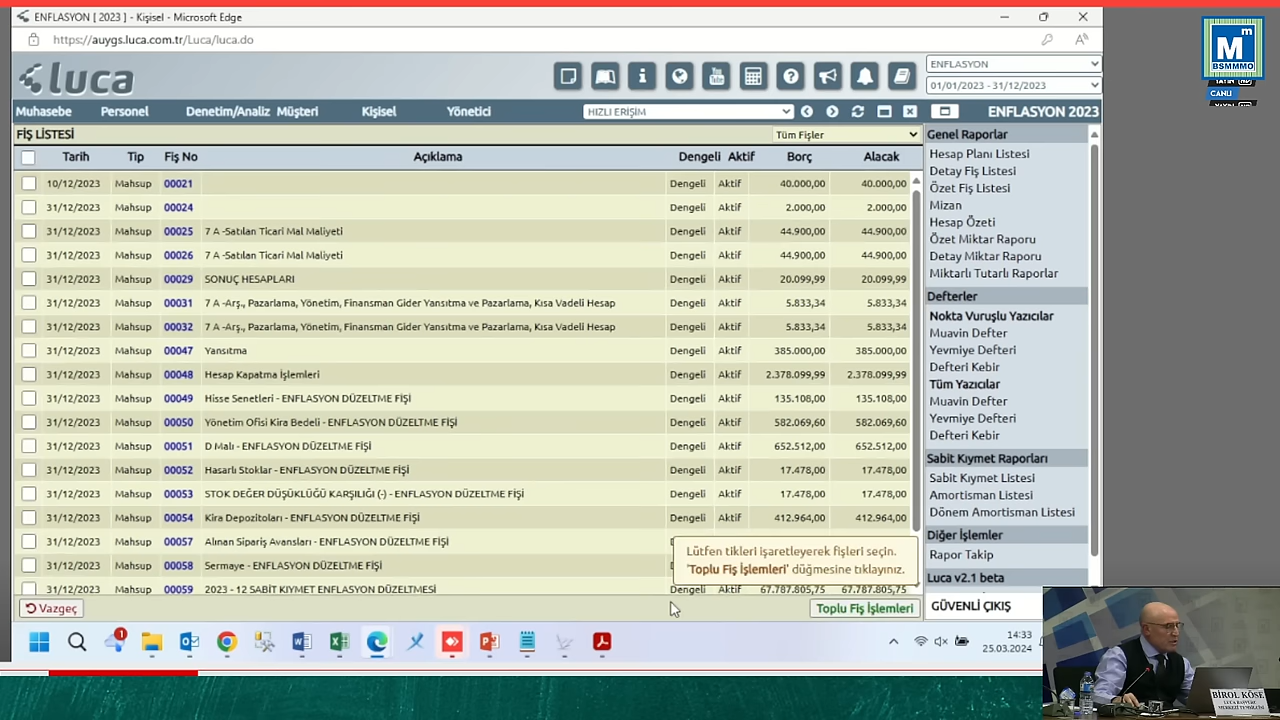 ENFLASYON [ 2023 ] - Kişisel - Microsoft Edge
https://auygs.luca.com.tr/Luca/luca.do
luca
ENFLASYON
01/01/2023 - 31/12/2023
Muhasebe Personel Denetim/Analiz Müşteri Kişisel Yönetici HIZLI ERİŞİM ENFLASYON 2023
FİŞ LİSTESİ Tüm Fişler
Tarih Tip Fiş No Açıklama Dengeli Aktif Borç Alacak
10/12/2023 Mahsup 00021 Dengeli Aktif 40.000,00 40.000,00
31/12/2023 Mahsup 00024 Dengeli Aktif 2.000,00 2.000,00
31/12/2023 Mahsup 00025 7 A -Satılan Ticari Mal Maliyeti Dengeli Aktif 44.900,00 44.900,00
31/12/2023 Mahsup 00026 7 A -Satılan Ticari Mal Maliyeti Dengeli Aktif 44.900,00 44.900,00
31/12/2023 Mahsup 00029 SONUÇ HESAPLARI Dengeli Aktif 20.099,99 20.099,99
31/12/2023 Mahsup 00031 7 A -Arş., Pazarlama, Yönetim, Finansman Gider Yansıtma ve Pazarlama, Kısa Vadeli Hesap Dengeli Aktif 5.833,34 5.833,34
31/12/2023 Mahsup 00032 7 A -Arş., Pazarlama, Yönetim, Finansman Gider Yansıtma ve Pazarlama, Kısa Vadeli Hesap Dengeli Aktif 5.833,34 5.833,34
31/12/2023 Mahsup 00047 Yansıtma Dengeli Aktif 385.000,00 385.000,00
31/12/2023 Mahsup 00048 Hesap Kapatma İşlemleri Dengeli Aktif 2.378.099,99 2.378.099,99
31/12/2023 Mahsup 00049 Hisse Senetleri - ENFLASYON DÜZELTME FİŞİ Dengeli Aktif 135.108,00 135.108,00
31/12/2023 Mahsup 00050 Yönetim Ofisi Kira Bedeli - ENFLASYON DÜZELTME FİŞİ Dengeli Aktif 582.069,60 582.069,60
31/12/2023 Mahsup 00051 D Malı - ENFLASYON DÜZELTME FİŞİ Dengeli Aktif 652.512,00 652.512,00
31/12/2023 Mahsup 00052 Hasarlı Stoklar - ENFLASYON DÜZELTME FİŞİ Dengeli Aktif 17.478,00 17.478,00
31/12/2023 Mahsup 00053 STOK DEĞER DÜŞÜKLÜĞÜ KARŞILIĞI (-) - ENFLASYON DÜZELTME FİŞİ Dengeli Aktif 17.478,00 17.478,00
31/12/2023 Mahsup 00054 Kira Depozitoları - ENFLASYON DÜZELTME FİŞİ Dengeli Aktif 412.964,00 412.964,00
31/12/2023 Mahsup 00057 Alınan Sipariş Avansları - ENFLASYON DÜZELTME FİŞİ
31/12/2023 Mahsup 00058 Sermaye - ENFLASYON DÜZELTME FİŞİ
31/12/2023 Mahsup 00059 2023 - 12 SABİT KIYMET ENFLASYON DÜZELTMESİ Dengeli Aktif 67.787.805,75 67.787.805,75
Lütfen tikleri işaretleyerek fişleri seçin.
'Toplu Fiş İşlemleri' düğmesine tıklayınız.
Vazgeç Toplu Fiş İşlemleri
Genel Raporlar
Hesap Planı Listesi
Detay Fiş Listesi
Özet Fiş Listesi
Mizan
Hesap Özeti
Özet Miktar Raporu
Detay Miktar Raporu
Miktarlı Tutarlı Raporlar
Defterler
Nokta Vuruşlu Yazıcılar
Muavin Defter
Yevmiye Defteri
Defteri Kebir
Tüm Yazıcılar
Muavin Defter
Yevmiye Defteri
Defteri Kebir
Sabit Kıymet Raporları
Sabit Kıymet Listesi
Amortisman Listesi
Dönem Amortisman Listesi
Diğer İşlemler
Rapor Takip
Luca v2.1 beta
GÜVENLİ ÇIKIŞ
14:33
25.03.2024
Mm
BSMMMO
CANLI
BİROL KÖSE